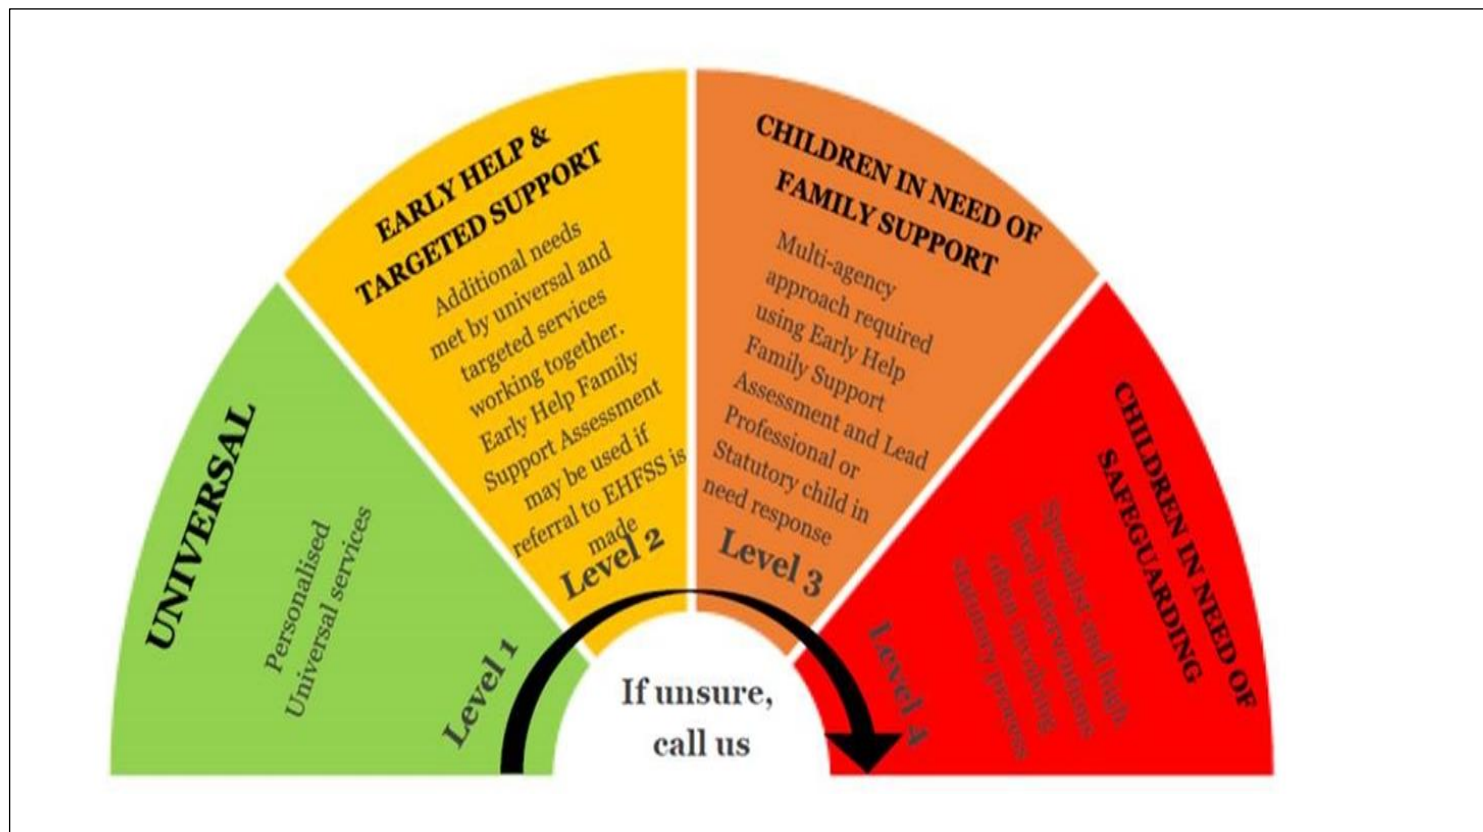 UNIVERSAL
Personalised
Universal services
Level 1
EARLY HELP &
TARGETED SUPPORT
Additional needs
met by universal and
targeted services
working together.
Early Help Family
Support Assessment
may be used if
referral to EHFSS is
made
Level 2
CHILDREN IN NEED OF
FAMILY SUPPORT
Multi-agency
approach required
using Early Help
Family Support
Assessment and Lead
Professional or
Statutory child in
need response
Level 3
CHILDREN IN NEED OF
SAFEGUARDING
Specialist and high
level interventions
often involving
statutory process
Level 4
If unsure,
call us